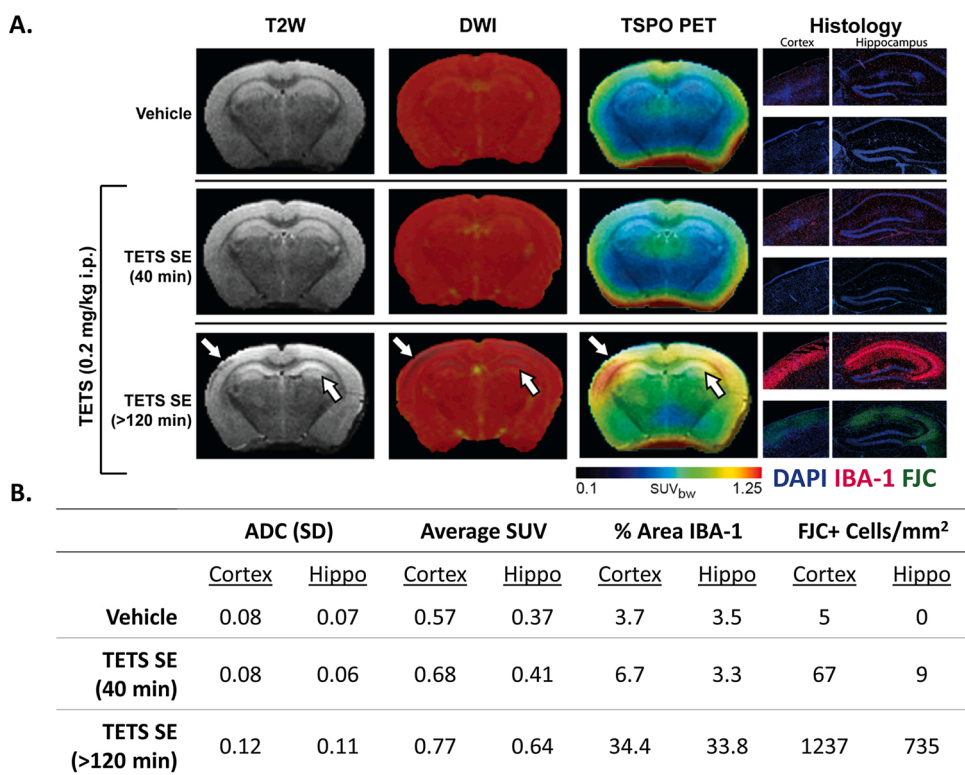 A.
T2W DWI TSPO PET Histology
Cortex Hippocampus
Vehicle
TETS (0.2 mg/kg i.p.)
TETS SE
(40 min)
TETS SE
(>120 min)
0.1 SUVbw 1.25
DAPI IBA-1 FJC
B.
ADC (SD) Average SUV % Area IBA-1 FJC+ Cells/mm²
Cortex Hippo Cortex Hippo Cortex Hippo Cortex Hippo
Vehicle 0.08 0.07 0.57 0.37 3.7 3.5 5 0
TETS SE
(40 min) 0.08 0.06 0.68 0.41 6.7 3.3 67 9
TETS SE
(>120 min) 0.12 0.11 0.77 0.64 34.4 33.8 1237 735